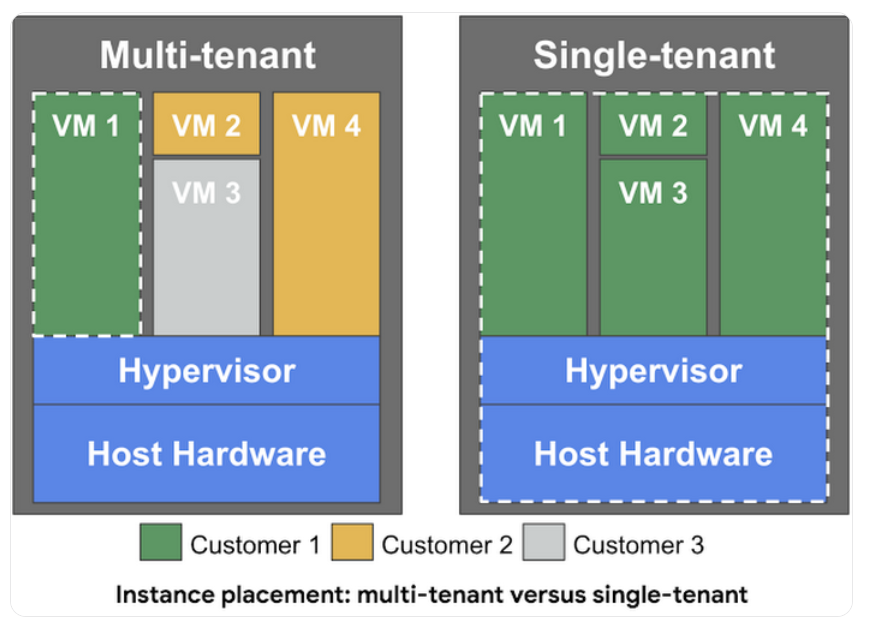 Multi-tenant
VM 1
VM 2
VM 4
VM 3
Hypervisor
Host Hardware
Single-tenant
VM 1
VM 2
VM 4
VM 3
Hypervisor
Host Hardware
Customer 1
Customer 2
Customer 3
Instance placement: multi-tenant versus single-tenant